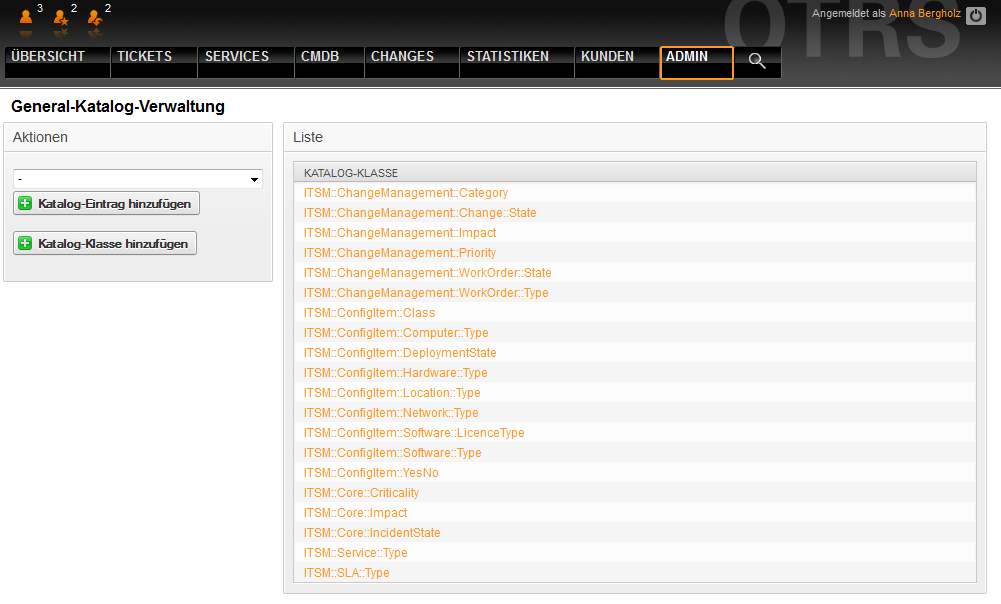 3 2 2
OTRS
Angemeldet als Anna Bergholz
ÜBERSICHT TICKETS SERVICES CMDB CHANGES STATISTIKEN KUNDEN ADMIN
General-Katalog-Verwaltung
Aktionen
-
Katalog-Eintrag hinzufügen
Katalog-Klasse hinzufügen
Liste
KATALOG-KLASSE
ITSM::ChangeManagement::Category
ITSM::ChangeManagement::Change::State
ITSM::ChangeManagement::Impact
ITSM::ChangeManagement::Priority
ITSM::ChangeManagement::WorkOrder::State
ITSM::ChangeManagement::WorkOrder::Type
ITSM::ConfigItem::Class
ITSM::ConfigItem::Computer::Type
ITSM::ConfigItem::DeploymentState
ITSM::ConfigItem::Hardware::Type
ITSM::ConfigItem::Location::Type
ITSM::ConfigItem::Network::Type
ITSM::ConfigItem::Software::LicenceType
ITSM::ConfigItem::Software::Type
ITSM::ConfigItem::YesNo
ITSM::Core::Criticality
ITSM::Core::Impact
ITSM::Core::IncidentState
ITSM::Service::Type
ITSM::SLA::Type